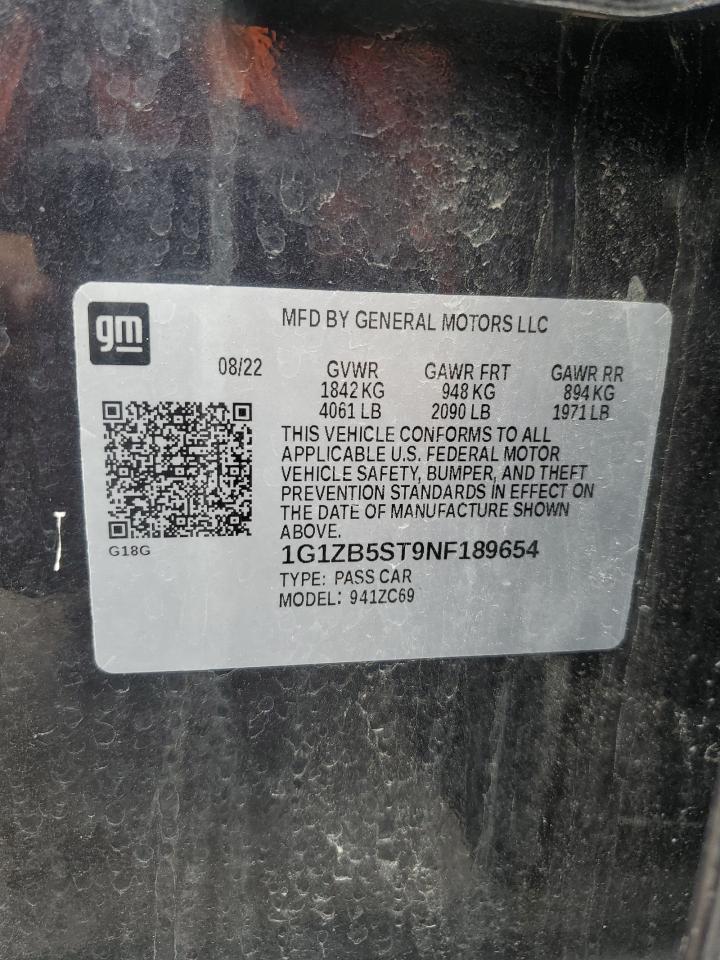 gm
MFD BY GENERAL MOTORS LLC
08/22 GVWR GAWR FRT GAWR RR
1842 KG 948 KG 894 KG
4061 LB 2090 LB 1971 LB
THIS VEHICLE CONFORMS TO ALL
APPLICABLE U.S. FEDERAL MOTOR
VEHICLE SAFETY, BUMPER, AND THEFT
PREVENTION STANDARDS IN EFFECT ON
THE DATE OF MANUFACTURE SHOWN
ABOVE.
G18G
1G1ZB5ST9NF189654
TYPE: PASS CAR
MODEL: 941ZC69